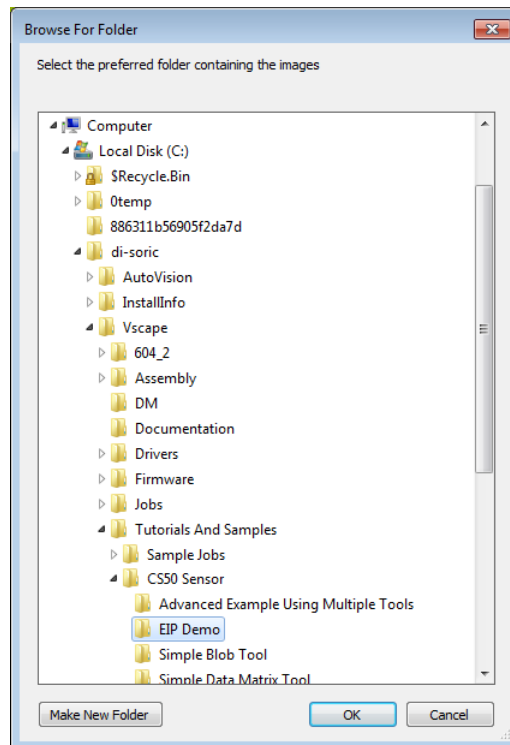 Browse For Folder
Select the preferred folder containing the images
Computer
Local Disk (C:)
$Recycle.Bin
0temp
886311b56905f2da7d
di-soric
AutoVision
InstallInfo
Vscape
604_2
Assembly
DM
Documentation
Drivers
Firmware
Jobs
Tutorials And Samples
Sample Jobs
CS50 Sensor
Advanced Example Using Multiple Tools
EIP Demo
Simple Blob Tool
Simple Data Matrix Tool
Make New Folder OK Cancel